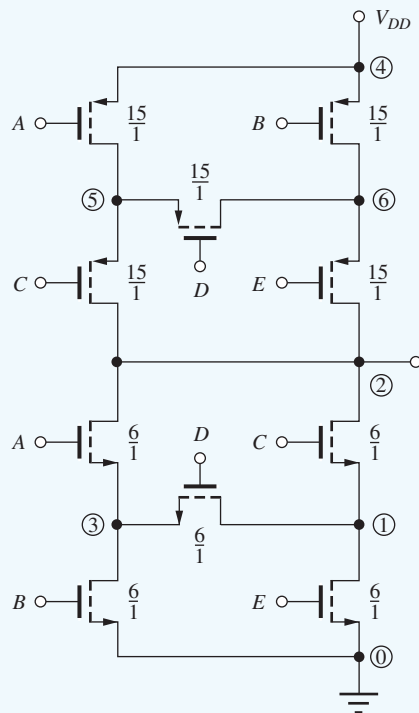 V_DD
④
A 15/1 B 15/1
15/1
⑤ ⑥
D
C 15/1 E 15/1
②
A 6/1 D C 6/1
③ 6/1 ①
B 6/1 E 6/1
⓪